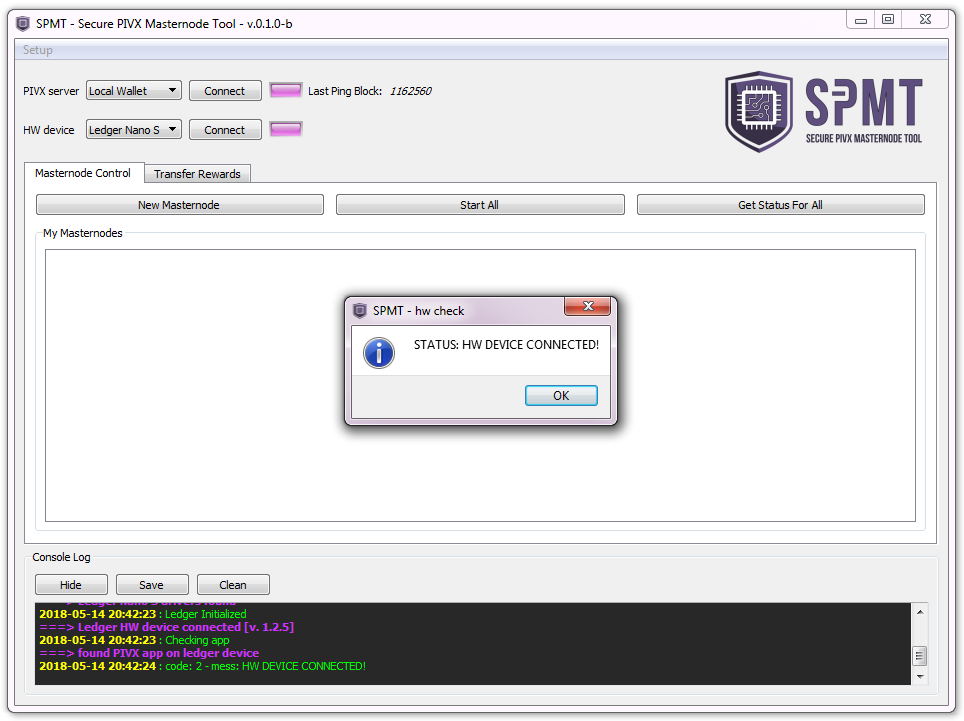 SPMT - Secure PIVX Masternode Tool - v.0.1.0-b
Setup
PIVX server Local Wallet Connect Last Ping Block: 1162560
HW device Ledger Nano S Connect
SPMT
SECURE PIVX MASTERNODE TOOL
Masternode Control Transfer Rewards
New Masternode Start All Get Status For All
My Masternodes
SPMT - hw check
STATUS: HW DEVICE CONNECTED!
OK
Console Log
Hide Save Clean
===> Ledger Nano S drivers found
2018-05-14 20:42:23 : Ledger Initialized
===> Ledger HW device connected [v. 1.2.5]
2018-05-14 20:42:23 : Checking app
===> found PIVX app on ledger device
2018-05-14 20:42:24 : code: 2 - mess: HW DEVICE CONNECTED!